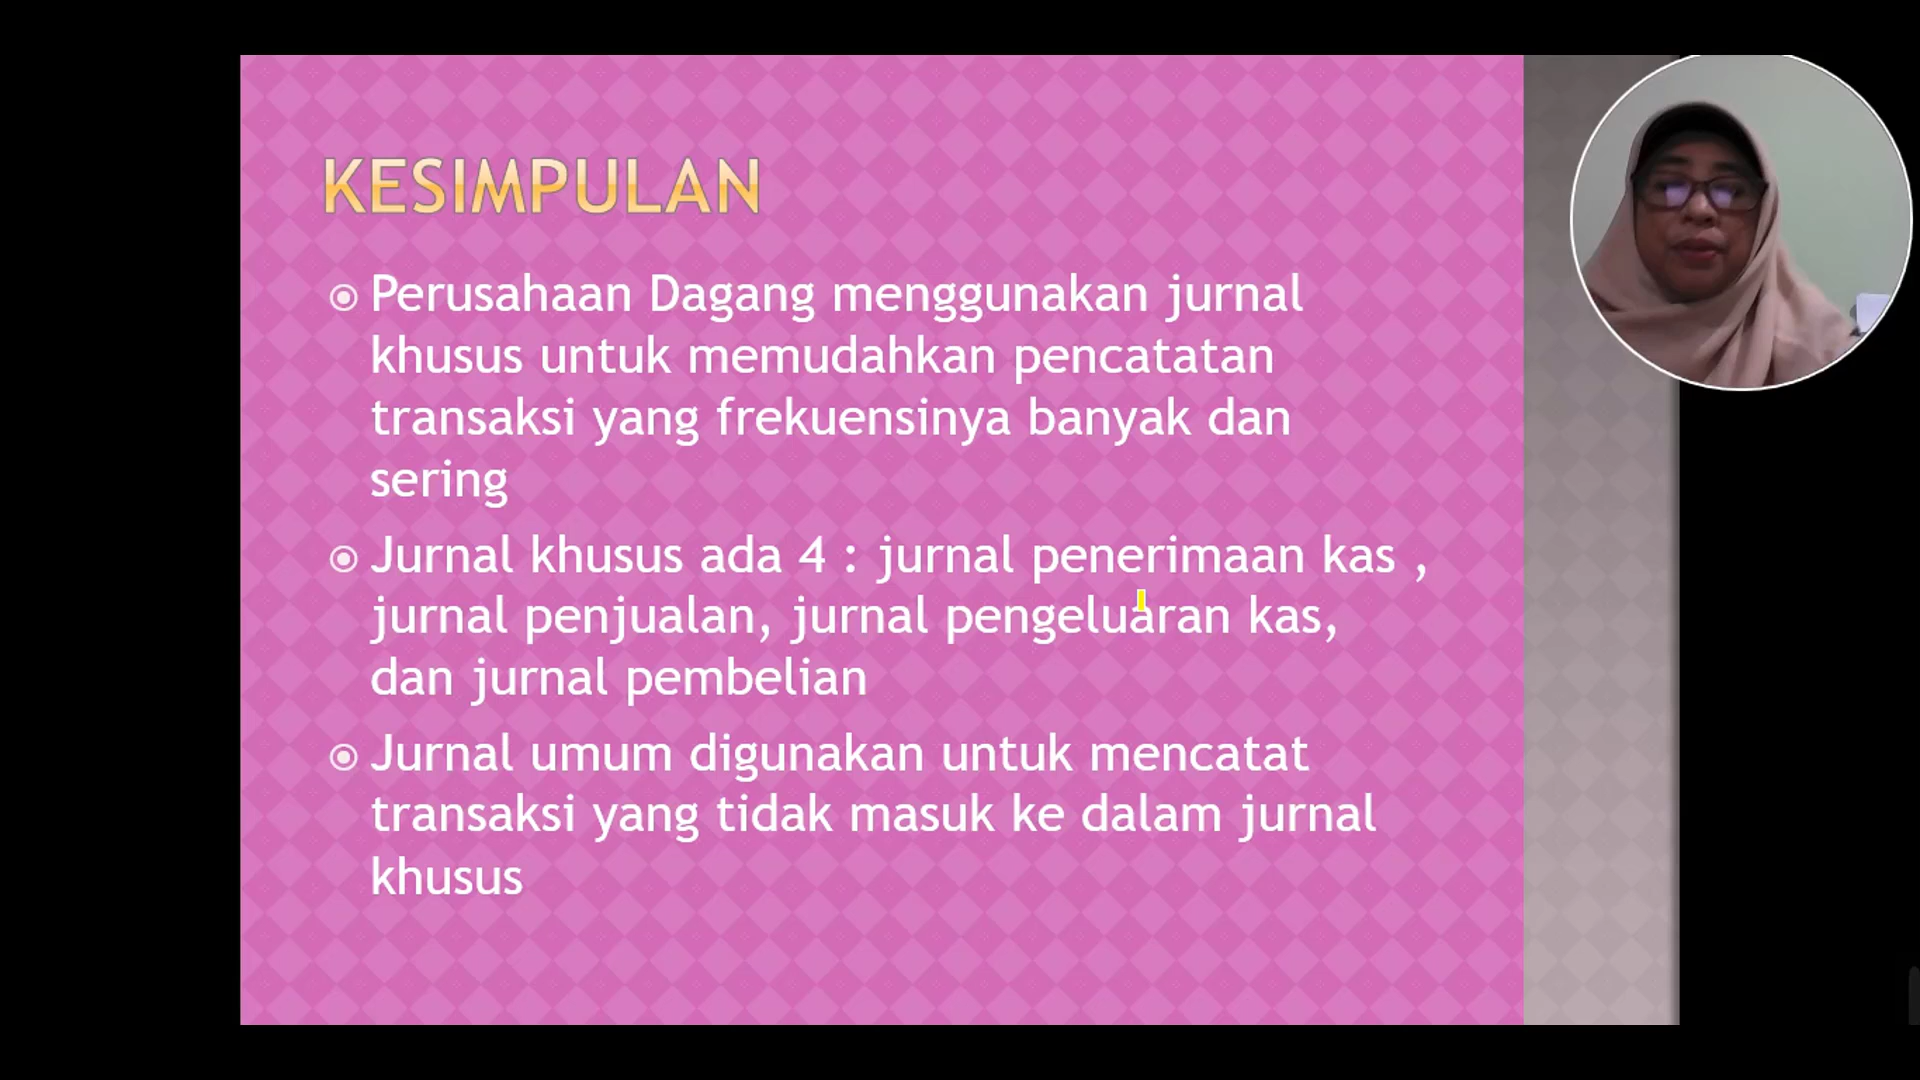 KESIMPULAN
Perusahaan Dagang menggunakan jurnal
khusus untuk memudahkan pencatatan
transaksi yang frekuensinya banyak dan
sering
Jurnal khusus ada 4 : jurnal penerimaan kas ,
jurnal penjualan, jurnal pengeluaran kas,
dan jurnal pembelian
Jurnal umum digunakan untuk mencatat
transaksi yang tidak masuk ke dalam jurnal
khusus